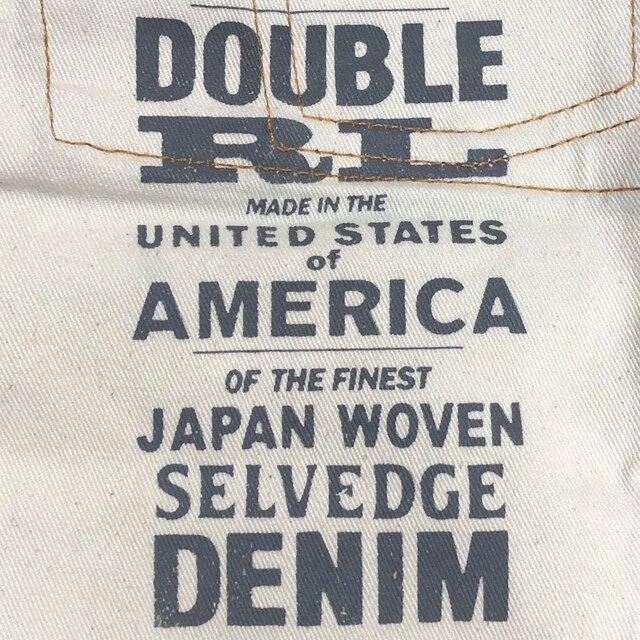 DOUBLE
RL
MADE IN THE
UNITED STATES
of
AMERICA
OF THE FINEST
JAPAN WOVEN
SELVEDGE
DENIM